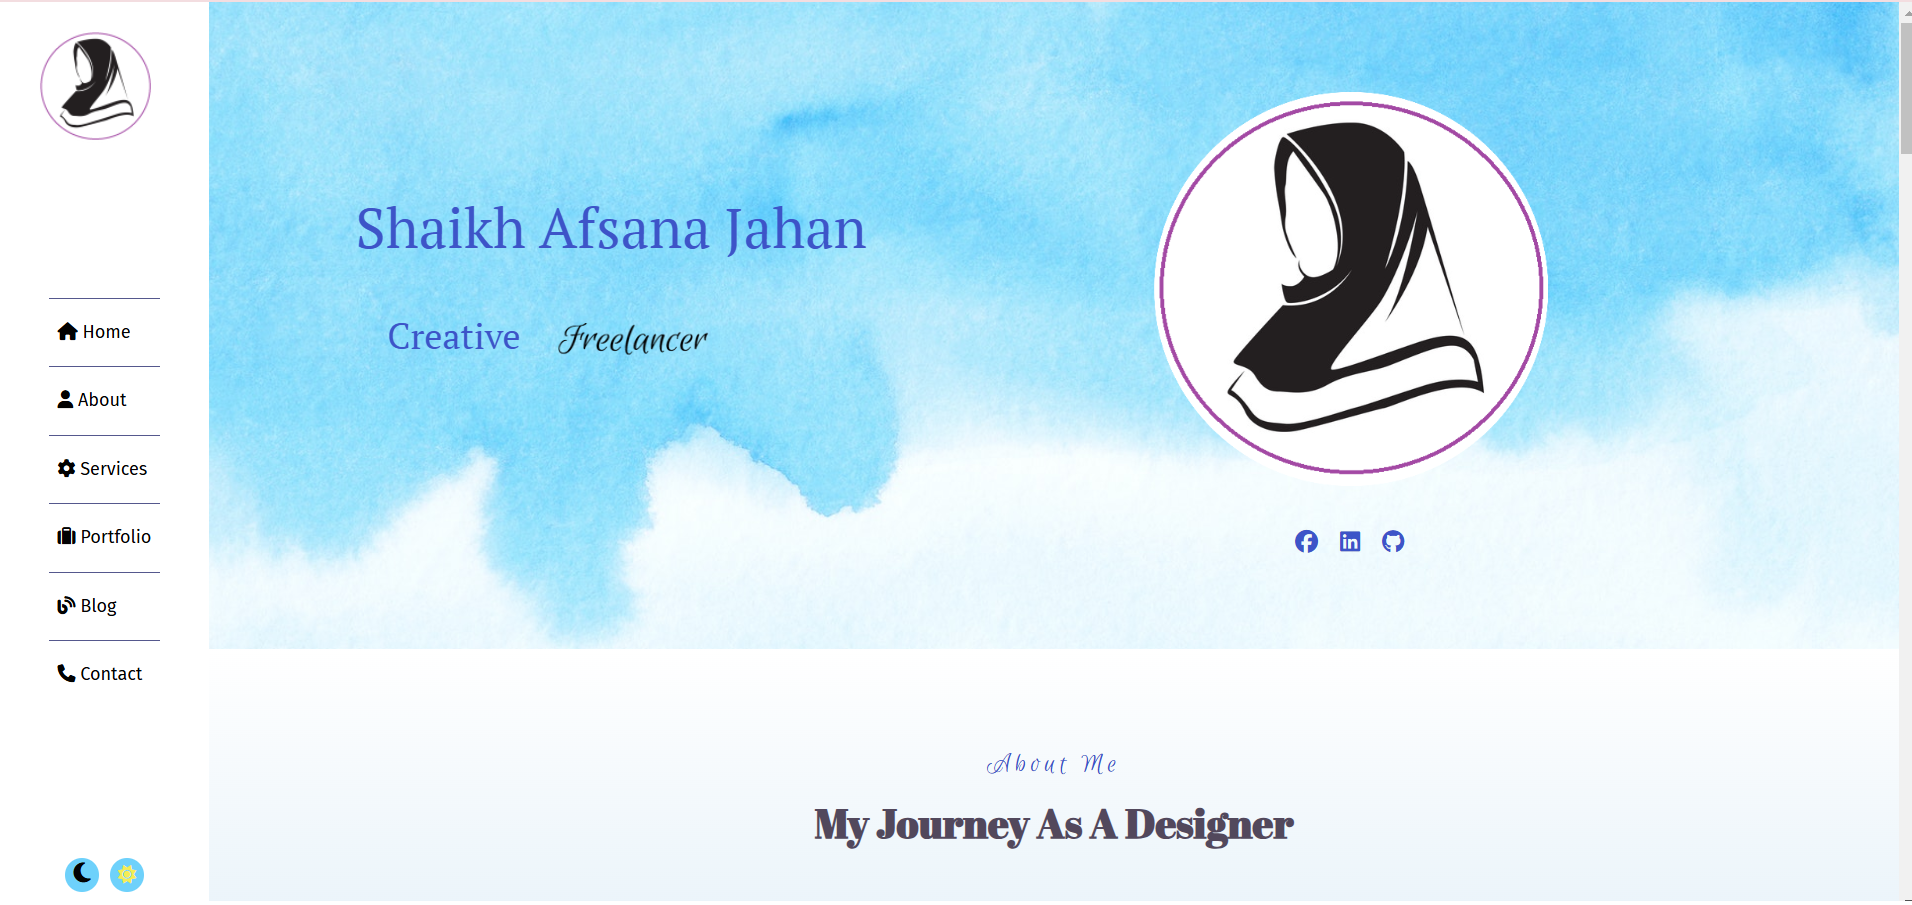 Home
About
Services
Portfolio
Blog
Contact
Shaikh Afsana Jahan
Creative Freelancer
About Me
My Journey As A Designer